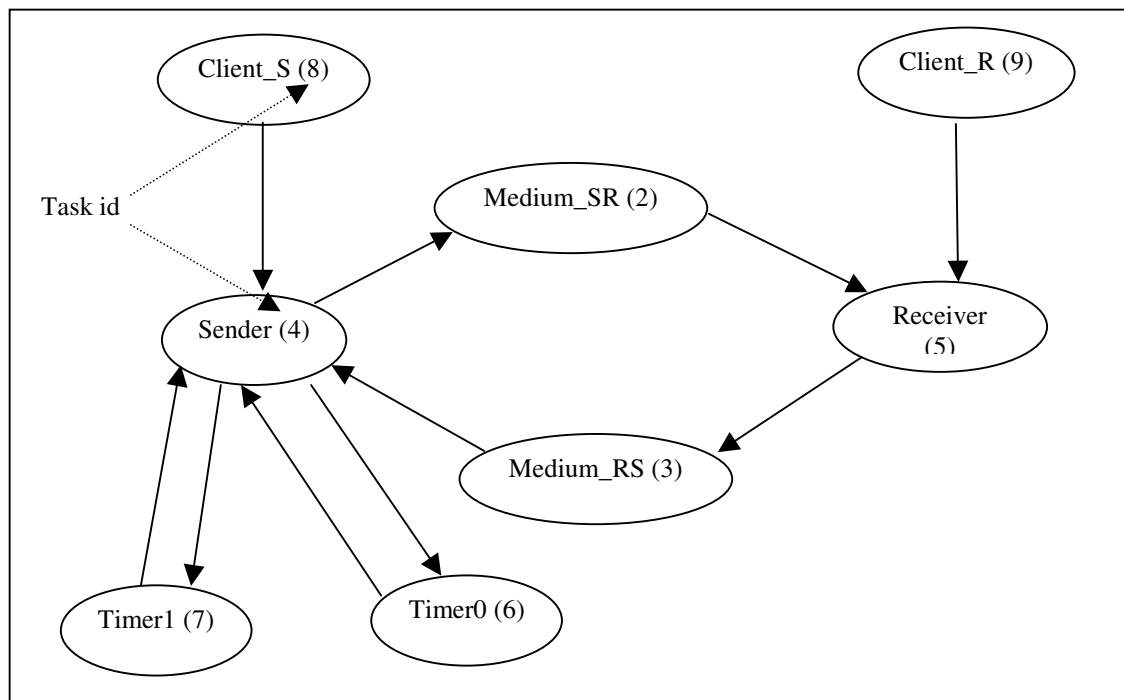 Client_S (8)
Client_R (9)
Task id
Medium_SR (2)
Sender (4)
Receiver
(5)
Medium_RS (3)
Timer1 (7)
Timer0 (6)